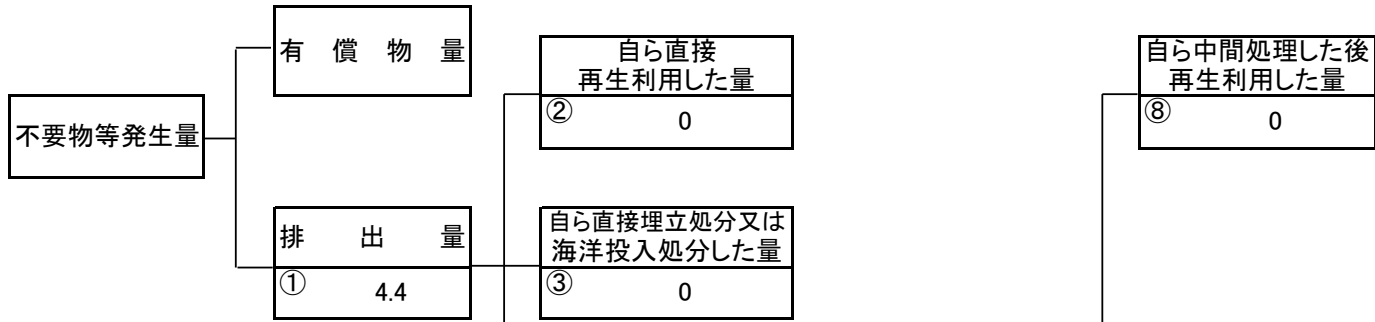 有償物量
自ら直接
再生利用した量
自ら中間処理した後
再生利用した量
② 0
⑧ 0
不要物等発生量
排出量
自ら直接埋立処分又は
海洋投入処分した量
① 4.4
③ 0